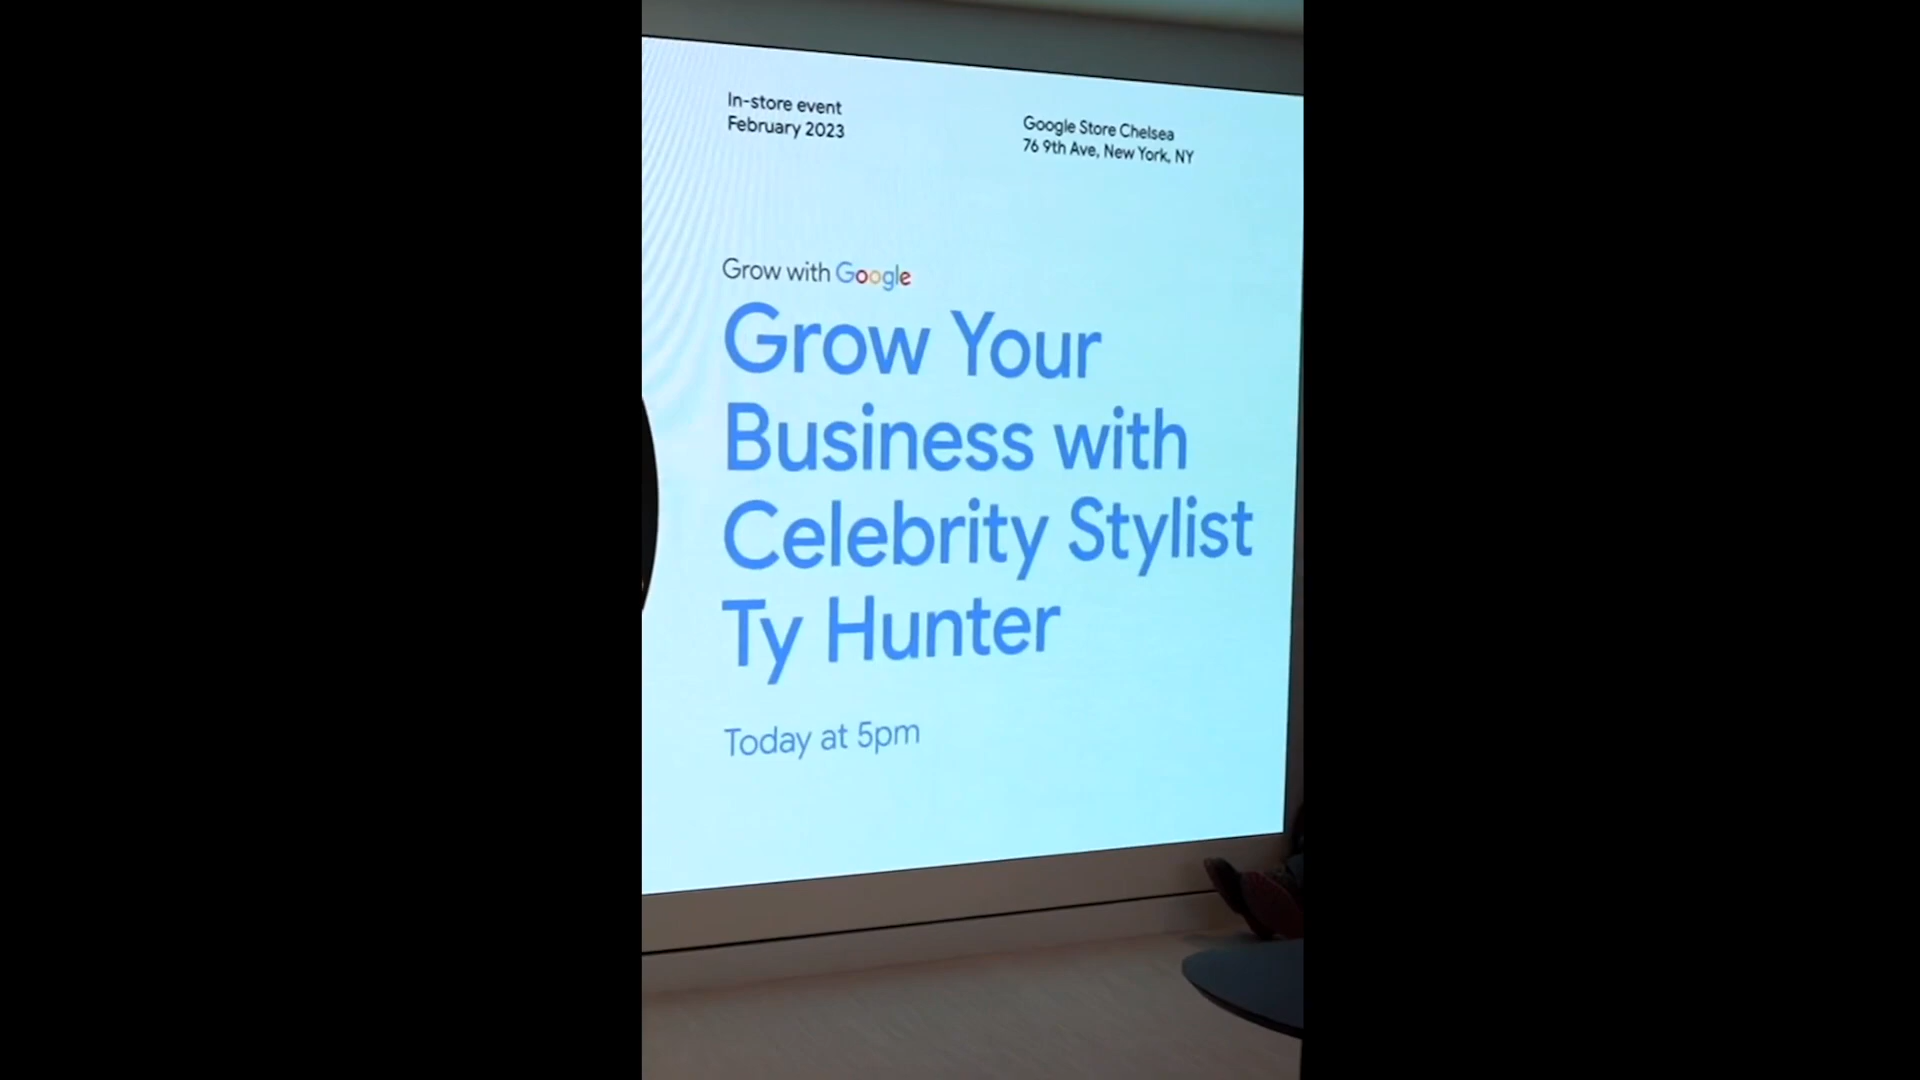 In-store event
February 2023
Google Store Chelsea
76 9th Ave, New York, NY
Grow with Google
Grow Your
Business with
Celebrity Stylist
Ty Hunter
Today at 5pm